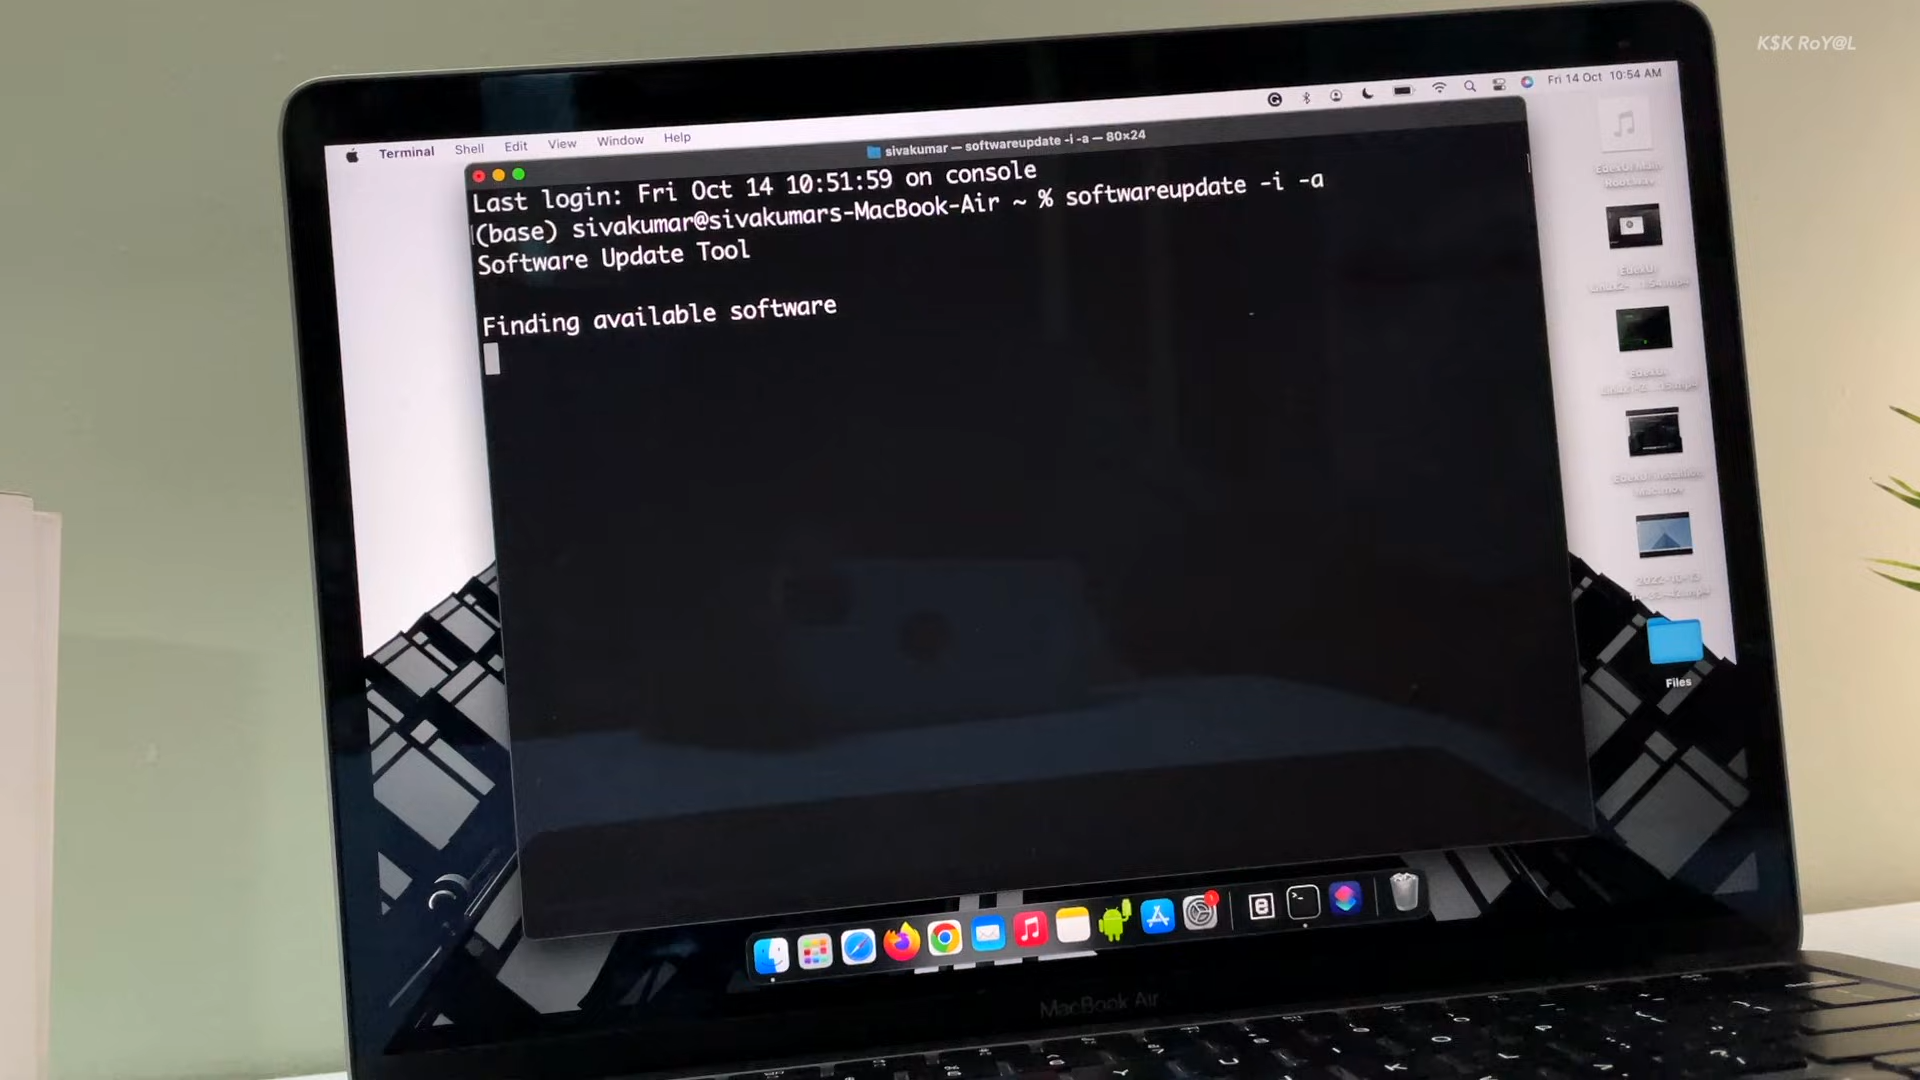 K$K RoY@L
Terminal Shell Edit View Window Help
Fri 14 Oct 10:54 AM
sivakumar — softwareupdate -i -a — 80×24
Last login: Fri Oct 14 10:51:59 on console
(base) sivakumar@sivakumars-MacBook-Air ~ % softwareupdate -i -a
Software Update Tool
Finding available software
Files
MacBook Air